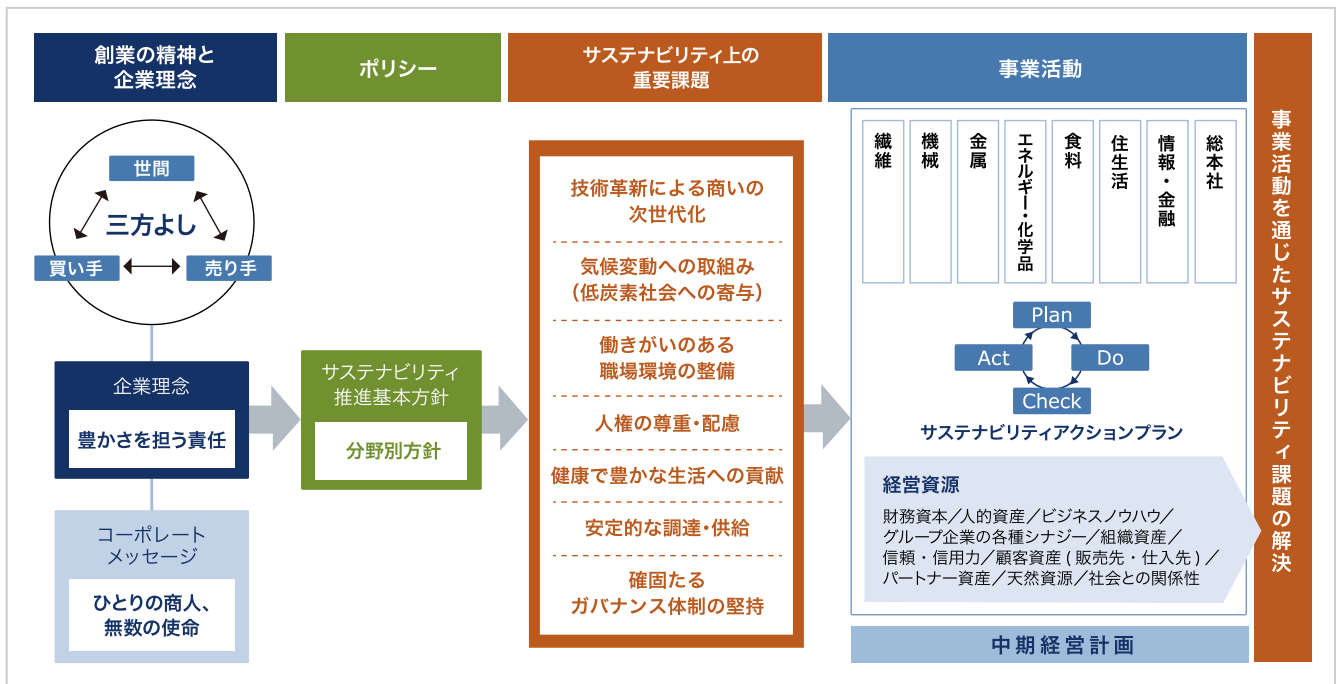 創業の精神と
企業理念
ポリシー
サステナビリティ上の
重要課題
事業活動
世間
三方よし
買い手
売り手
企業理念
豊かさを担う責任
コーポレート
メッセージ
ひとりの商人、
無数の使命
サステナビリティ
推進基本方針
分野別方針
技術革新による商いの
次世代化
気候変動への取組み
(低炭素社会への寄与)
働きがいのある
職場環境の整備
人権の尊重・配慮
健康で豊かな生活への貢献
安定的な調達・供給
確固たる
ガバナンス体制の堅持
繊維
機械
金属
エネルギー・化学品
食料
住生活
情報・金融
総本社
Plan
Act
Do
Check
サステナビリティアクションプラン
経営資源
財務資本/人的資産/ビジネスノウハウ/
グループ企業の各種シナジー/組織資産/
信頼・信用力/顧客資産(販売先・仕入先)/
パートナー資産/天然資源/社会との関係性
中期経営計画
事業活動を通じたサステナビリティ課題の解決